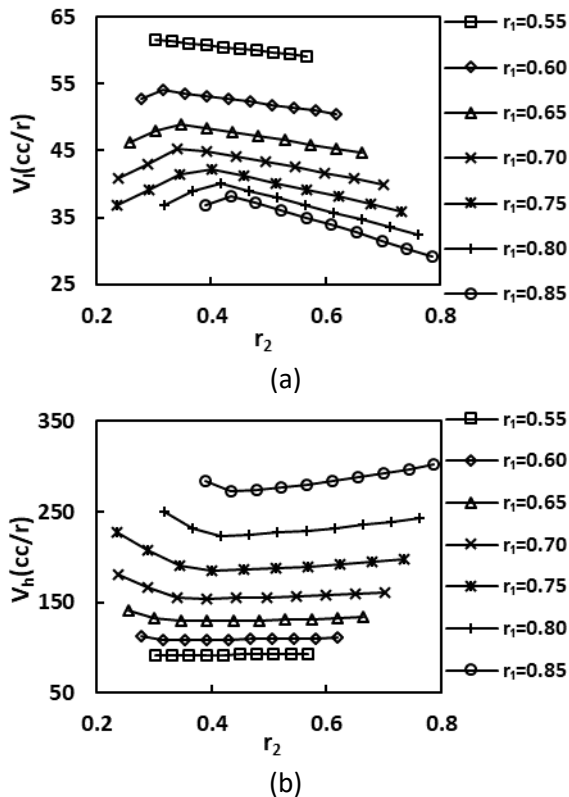 65
55
45
35
25
V_l(cc/r)
0.2 0.4 0.6 0.8
r₂
r₁=0.55
r₁=0.60
r₁=0.65
r₁=0.70
r₁=0.75
r₁=0.80
r₁=0.85
(a)
350
250
150
50
V_h(cc/r)
0.2 0.4 0.6 0.8
r₂
r₁=0.55
r₁=0.60
r₁=0.65
r₁=0.70
r₁=0.75
r₁=0.80
r₁=0.85
(b)